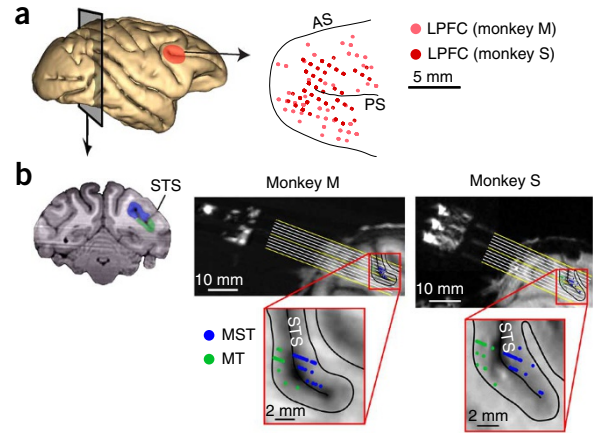 a
AS
PS
LPFC (monkey M)
LPFC (monkey S)
5 mm
b
STS
Monkey M
Monkey S
10 mm
10 mm
MST
MT
STS
2 mm
STS
2 mm